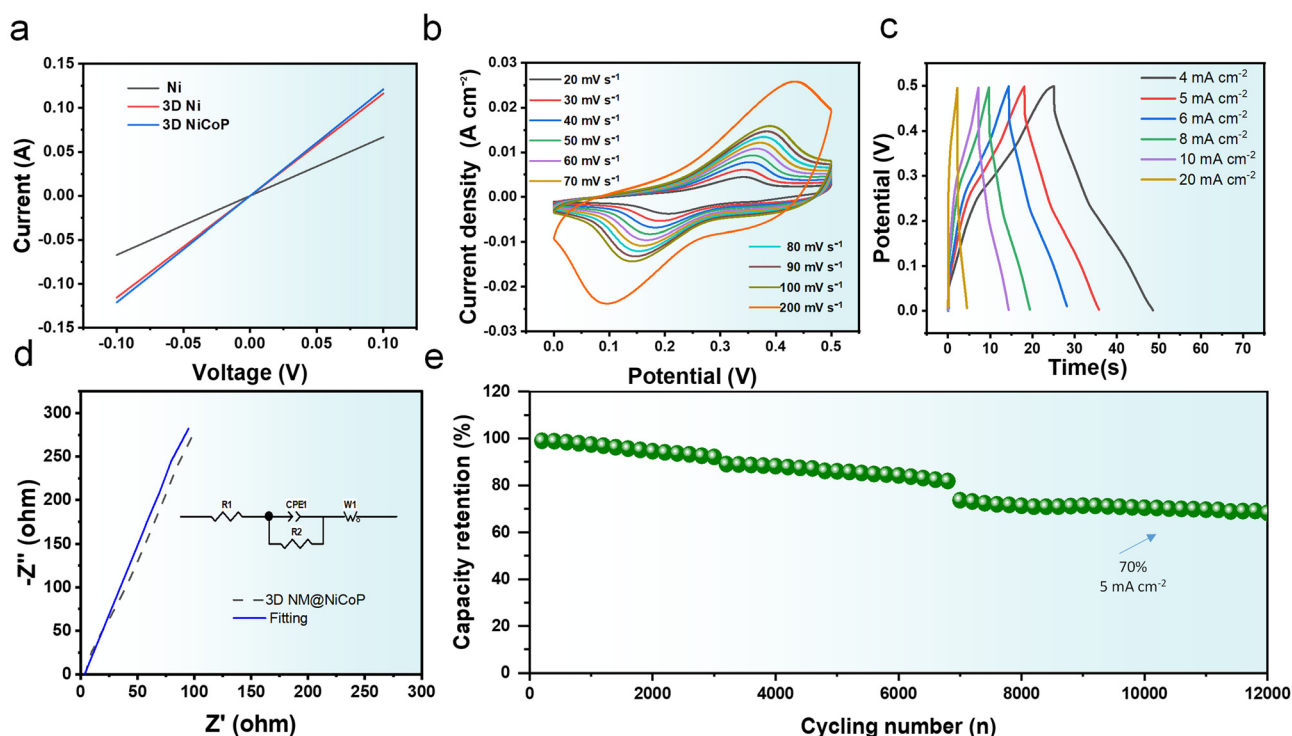 a
0.15
0.10
0.05
0.00
-0.05
-0.10
-0.15
Current (A)
Ni
3D Ni
3D NiCoP
-0.10
-0.05
0.00
0.05
0.10
Voltage (V)
b
0.03
0.02
0.01
0.00
-0.01
-0.02
-0.03
Current density (A cm⁻²)
20 mV s⁻¹
30 mV s⁻¹
40 mV s⁻¹
50 mV s⁻¹
60 mV s⁻¹
70 mV s⁻¹
80 mV s⁻¹
90 mV s⁻¹
100 mV s⁻¹
200 mV s⁻¹
0.0
0.1
0.2
0.3
0.4
0.5
Potential (V)
c
0.5
0.4
0.3
0.2
0.1
0.0
Potential (V)
4 mA cm⁻²
5 mA cm⁻²
6 mA cm⁻²
8 mA cm⁻²
10 mA cm⁻²
20 mA cm⁻²
0
10
20
30
40
50
60
70
Time(s)
d
300
250
200
150
100
50
0
-Z'' (ohm)
R1
CPE1
W1
R2
3D NM@NiCoP
Fitting
0
50
100
150
200
250
300
Z' (ohm)
e
120
100
80
60
40
20
0
Capacity retention (%)
70%
5 mA cm⁻²
0
2000
4000
6000
8000
10000
12000
Cycling number (n)